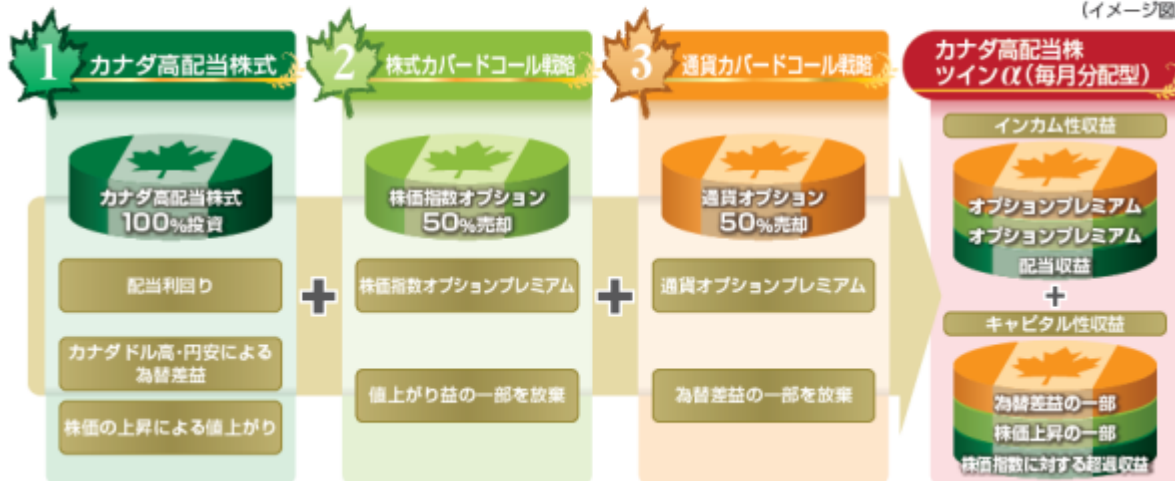 (イメージ図
1 カナダ高配当株式
カナダ高配当株式
100%投資
配当利回り
カナダドル高・円安による
為替差益
株価の上昇による値上がり
+
2 株式カバードコール戦略
株価指数オプション
50%売却
株価指数オプションプレミアム
値上がり益の一部を放棄
+
3 通貨カバードコール戦略
通貨オプション
50%売却
通貨オプションプレミアム
為替差益の一部を放棄
カナダ高配当株
ツインα(毎月分配型)
インカム性収益
オプションプレミアム
オプションプレミアム
配当収益
+
キャピタル性収益
為替差益の一部
株価上昇の一部
株価指数に対する超過収益